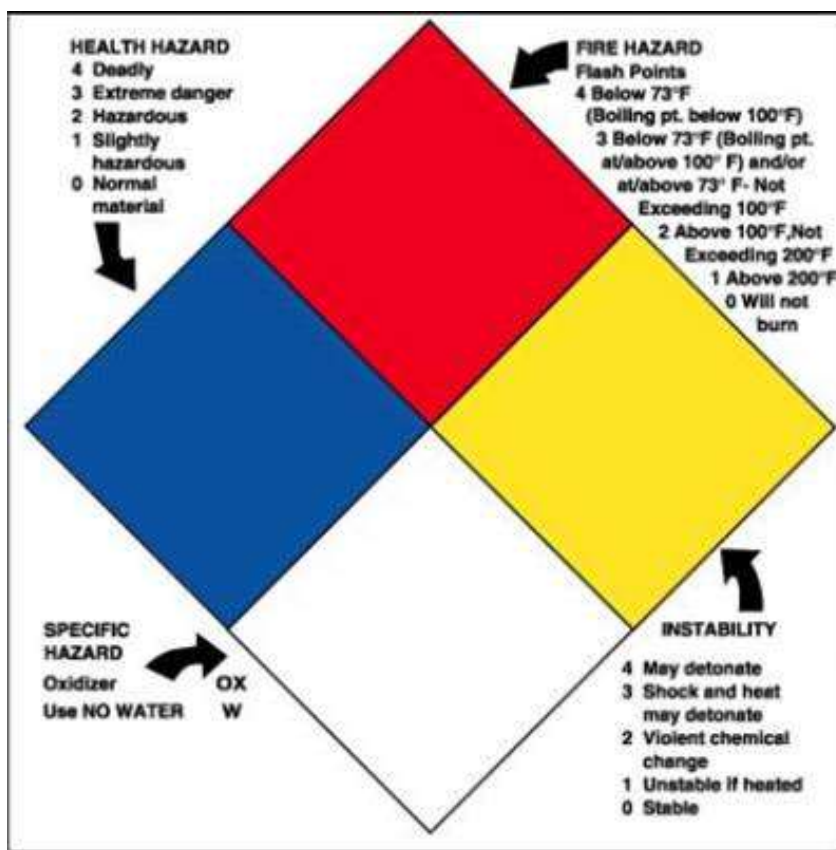 HEALTH HAZARD
4 Deadly
3 Extreme danger
2 Hazardous
1 Slightly
hazardous
0 Normal
material
FIRE HAZARD
Flash Points
4 Below 73°F
(Boiling pt. below 100°F)
3 Below 73°F (Boiling pt.
at/above 100° F) and/or
at/above 73° F- Not
Exceeding 100°F
2 Above 100°F,Not
Exceeding 200°F
1 Above 200°F
0 Will not
burn
SPECIFIC
HAZARD
Oxidizer OX
Use NO WATER W
INSTABILITY
4 May detonate
3 Shock and heat
may detonate
2 Violent chemical
change
1 Unstable if heated
0 Stable